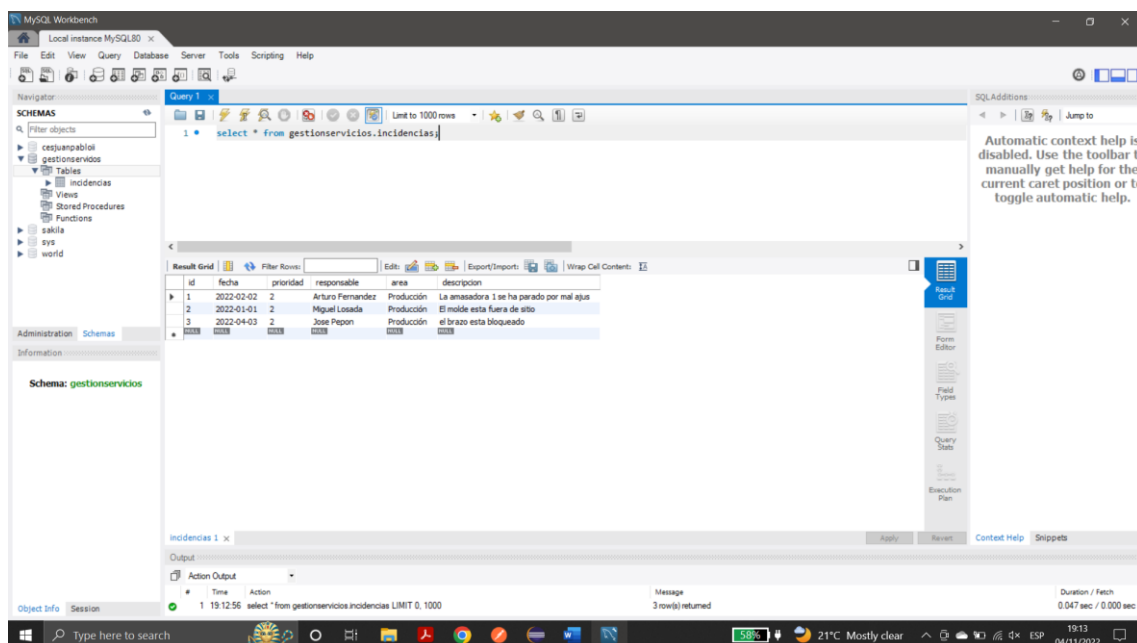 MySQL Workbench
Local instance MySQL80 ×
File Edit View Query Database Server Tools Scripting Help
Navigator
SCHEMAS
Filter objects
cesjuanpabloii
gestionservicios
Tables
incidencias
Views
Stored Procedures
Functions
sakila
sys
world
Administration Schemas
Information
Schema: gestionservicios
Object Info Session
Query 1 ×
Limit to 1000 rows
1 select * from gestionservicios.incidencias;
Result Grid Filter Rows: Edit: Export/Import: Wrap Cell Content:
id fecha prioridad responsable area descripcion
1 2022-02-02 2 Arturo Fernandez Producción La amasadora 1 se ha parado por mal ajus
2 2022-01-01 2 Miguel Losada Producción El molde esta fuera de sitio
3 2022-04-03 2 Jose Pepon Producción el brazo esta bloqueado
NULL NULL NULL NULL NULL NULL
Result Grid
Form Editor
Field Types
Query Stats
Execution Plan
incidencias 1 × Apply Revert
SQLAdditions
Jump to
Automatic context help is
disabled. Use the toolbar t
manually get help for the
current caret position or to
toggle automatic help.
Context Help Snippets
Output
Action Output
# Time Action Message Duration / Fetch
1 19:12:56 select * from gestionservicios.incidencias LIMIT 0, 1000 3 row(s) returned 0.047 sec / 0.000 sec
Type here to search
58% 21°C Mostly clear ESP 19:13
04/11/2022